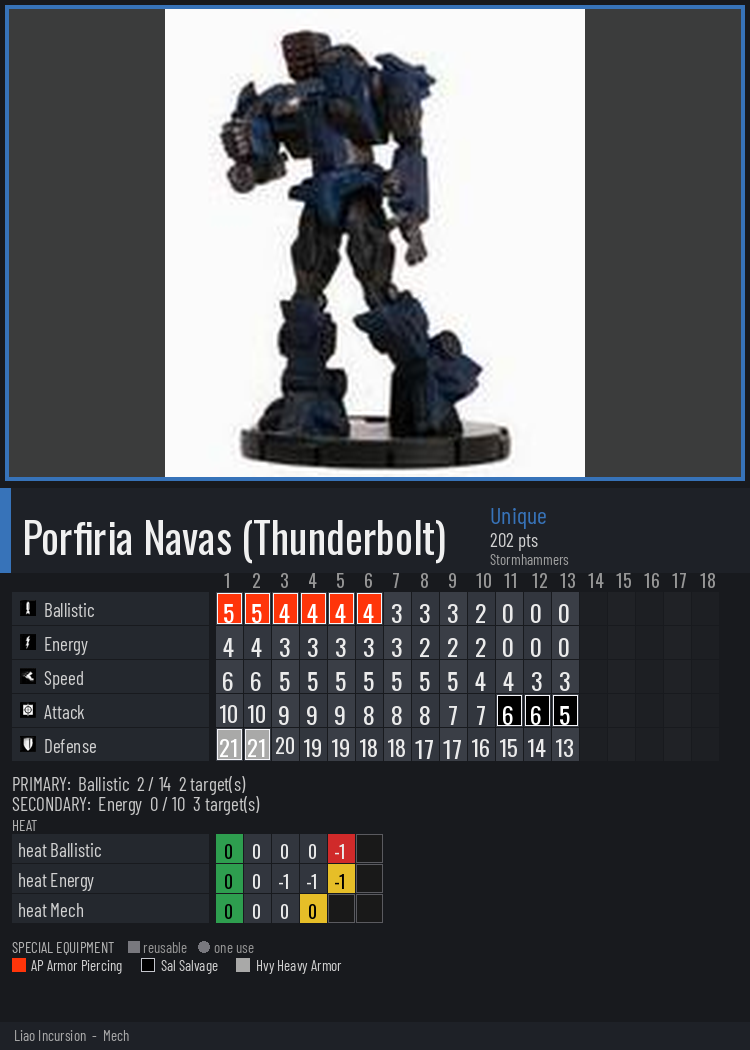 Porfiria Navas (Thunderbolt)
Unique
202 pts
Stormhammers
1 2 3 4 5 6 7 8 9 10 11 12 13 14 15 16 17 18
Ballistic 5 5 4 4 4 4 3 3 3 2 0 0 0
Energy 4 4 3 3 3 3 3 2 2 2 0 0 0
Speed 6 6 5 5 5 5 5 5 5 4 4 3 3
Attack 10 10 9 9 9 8 8 8 7 7 6 6 5
Defense 21 21 20 19 19 18 18 17 17 16 15 14 13
PRIMARY: Ballistic 2 / 14 2 target(s)
SECONDARY: Energy 0 / 10 3 target(s)
HEAT
heat Ballistic 0 0 0 0 -1
heat Energy 0 0 -1 -1 -1
heat Mech 0 0 0 0
SPECIAL EQUIPMENT reusable one use
AP Armor Piercing Sal Salvage Hvy Heavy Armor
Liao Incursion - Mech